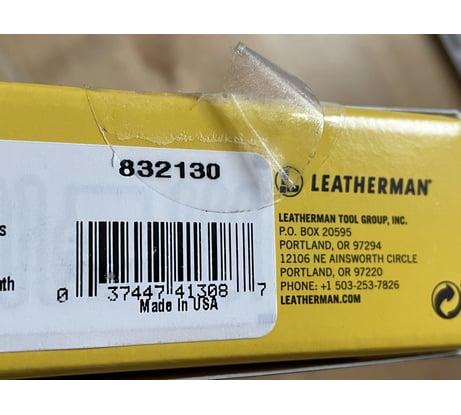 832130
s
th
0 37447 41308 7
Made In USA
LEATHERMAN
LEATHERMAN TOOL GROUP, INC.
P.O. BOX 20595
PORTLAND, OR 97294
12106 NE AINSWORTH CIRCLE
PORTLAND, OR 97220
PHONE: +1 503-253-7826
LEATHERMAN.COM